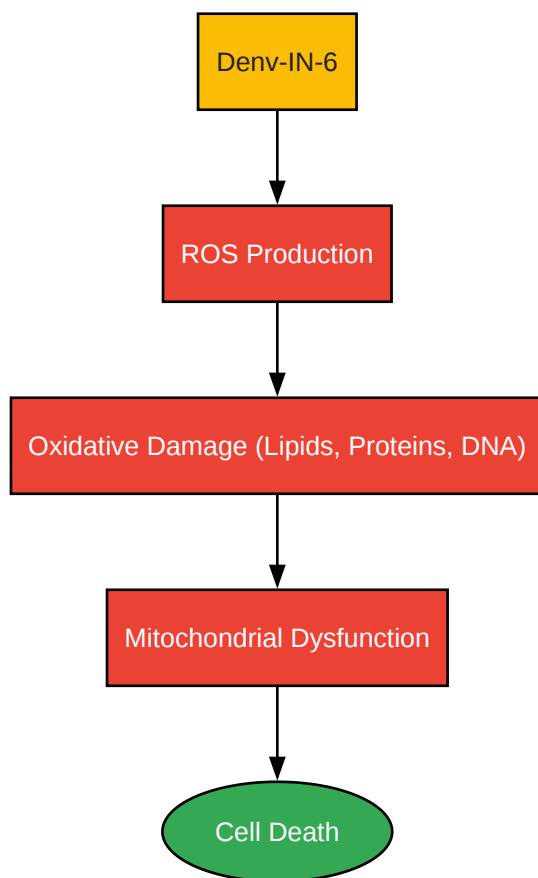 Denv-IN-6
ROS Production
Oxidative Damage (Lipids, Proteins, DNA)
Mitochondrial Dysfunction
Cell Death